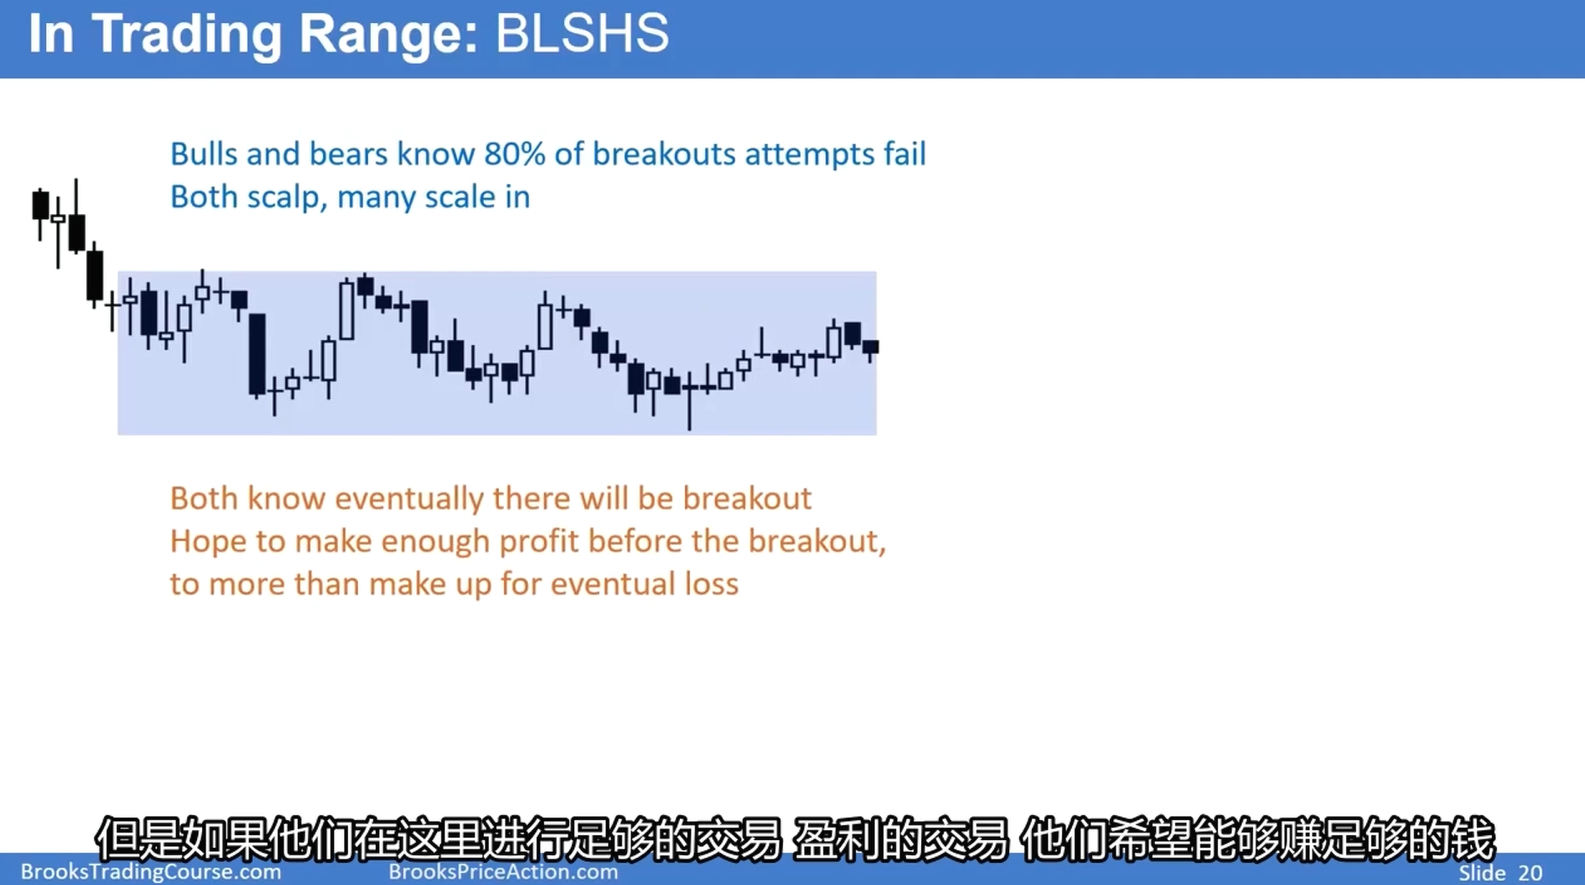 In Trading Range: BLSHS
Bulls and bears know 80% of breakouts attempts fail
Both scalp, many scale in
Both know eventually there will be breakout
Hope to make enough profit before the breakout,
to more than make up for eventual loss
但是如果他们在这里进行足够的交易 盈利的交易 他们希望能够赚足够的钱
BrooksTradingCourse.com
BrooksPriceAction.com
Slide 20